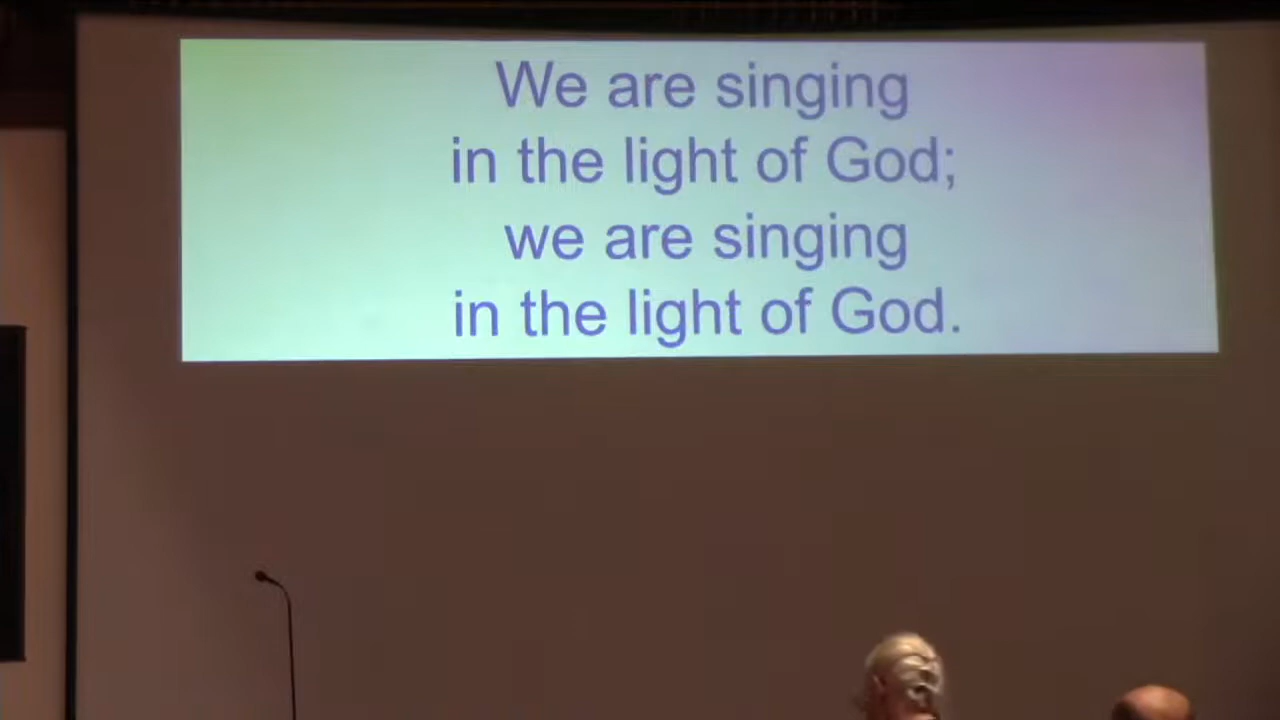 We are singing
in the light of God;
we are singing
in the light of God.